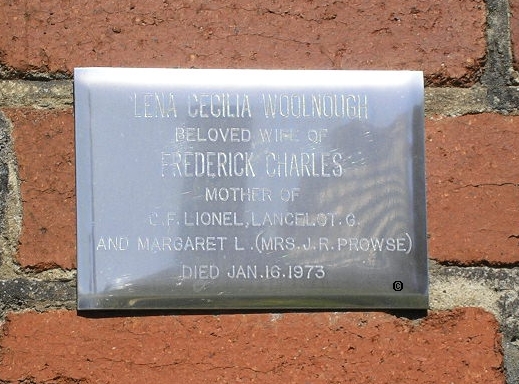 LENA CECILIA WOOLNOUGH
BELOVED WIFE OF
FREDERICK CHARLES
MOTHER OF
C.F. LIONEL, LANCELOT. G.
AND MARGARET L. (MRS. J. R. PROWSE)
DIED JAN. 16. 1973
©